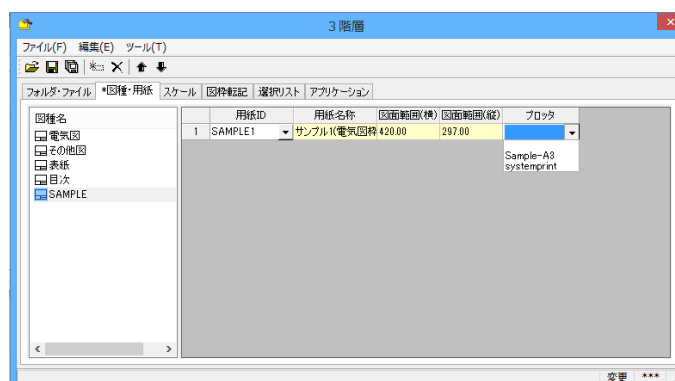 3階層
ファイル(F) 編集(E) ツール(T)
フォルダ・ファイル *図種・用紙 スケール 図枠転記 選択リスト アプリケーション
図種名
電気図
その他図
表紙
目次
SAMPLE
用紙ID 用紙名称 図面範囲(横) 図面範囲(縦) プロッタ
1 SAMPLE1 サンプル1(電気図枠 420.00 297.00
Sample-A3
systemprint
変更 ***